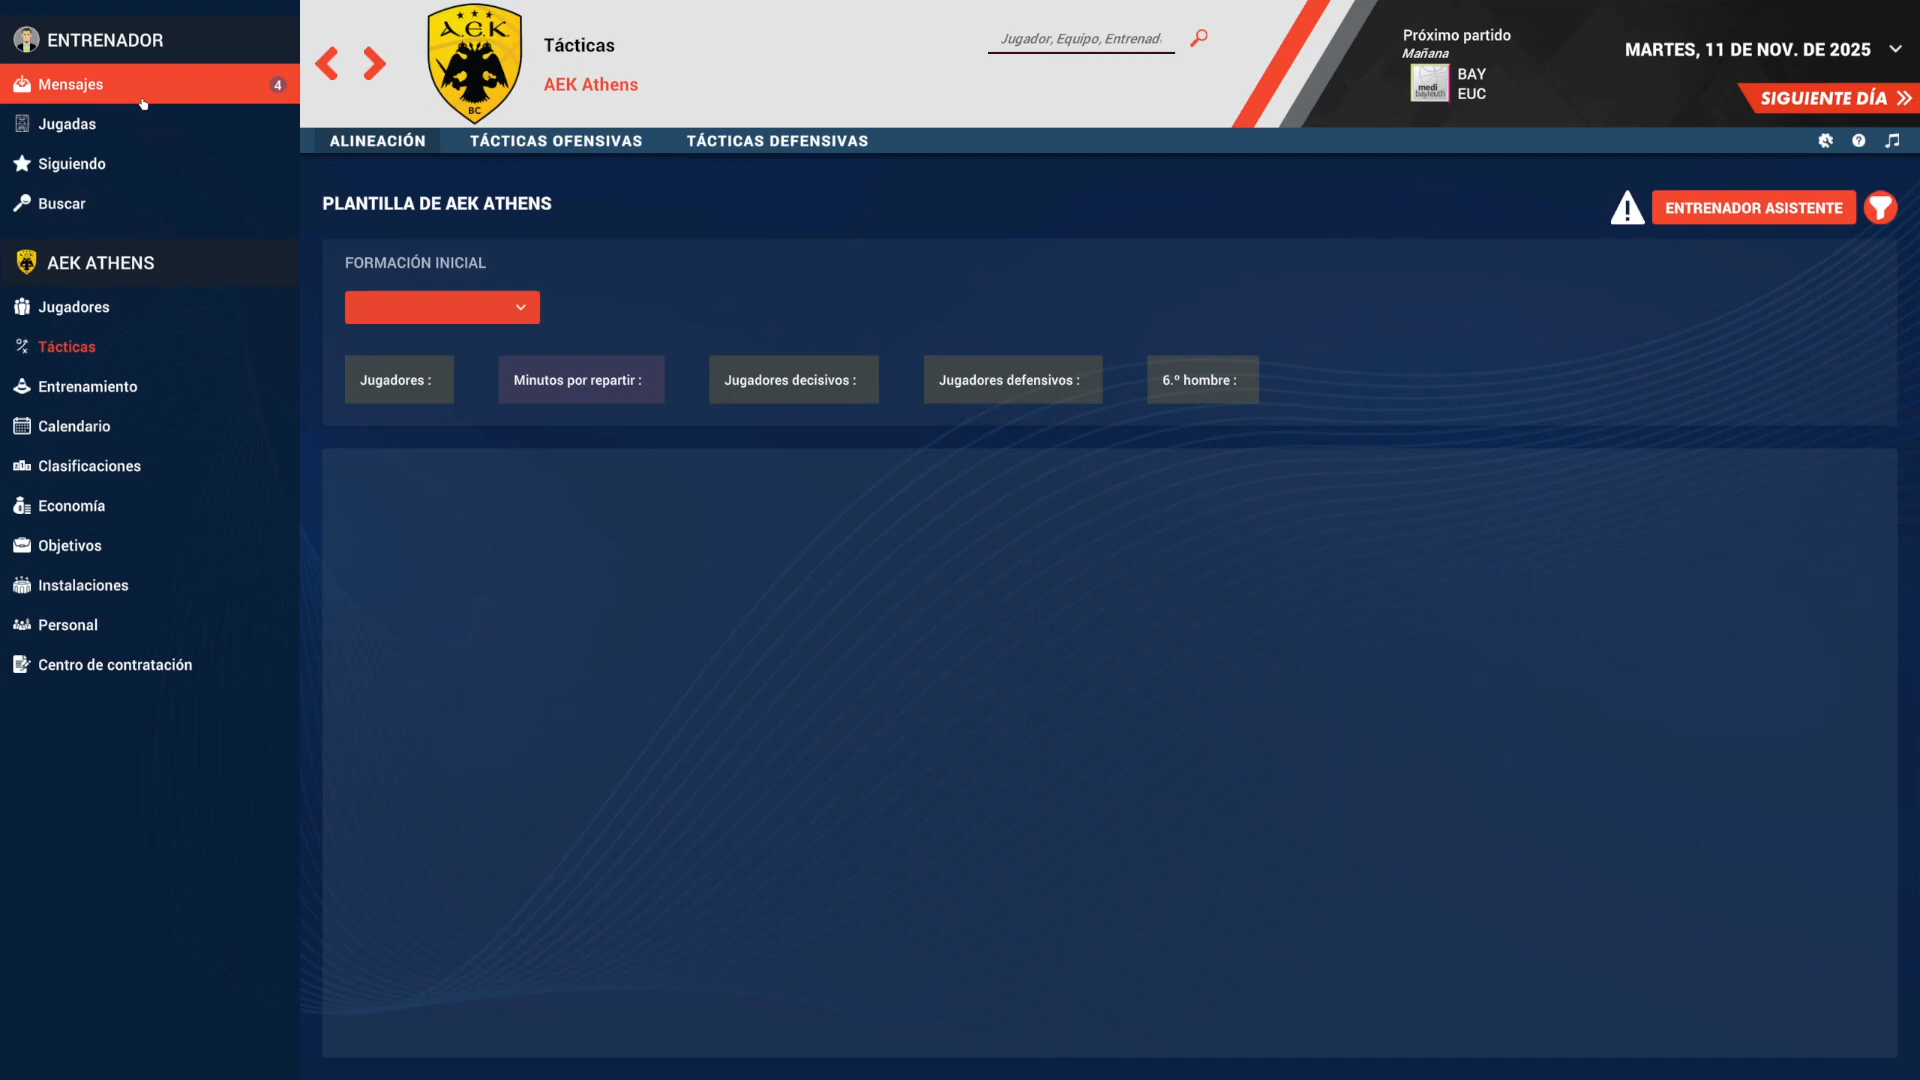 ENTRENADOR
Mensajes
4
Jugadas
Siguiendo
Buscar
AEK ATHENS
Jugadores
Tácticas
Entrenamiento
Calendario
Clasificaciones
Economía
Objetivos
Instalaciones
Personal
Centro de contratación
A.E.K.
BC
Tácticas
AEK Athens
Jugador, Equipo, Entrenad
Próximo partido
Mañana
medi
bayreuth
BAY
EUC
MARTES, 11 DE NOV. DE 2025
SIGUIENTE DÍA
ALINEACIÓN
TÁCTICAS OFENSIVAS
TÁCTICAS DEFENSIVAS
PLANTILLA DE AEK ATHENS
ENTRENADOR ASISTENTE
FORMACIÓN INICIAL
Jugadores :
Minutos por repartir :
Jugadores decisivos :
Jugadores defensivos :
6.º hombre :